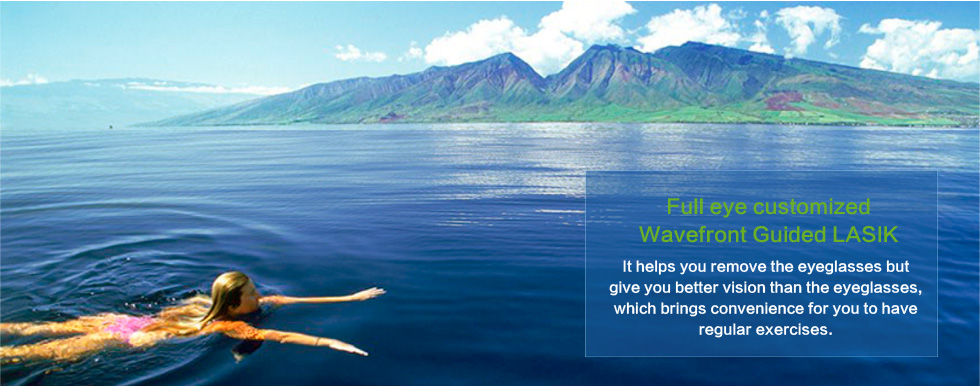 Full eye customized
Wavefront Guided LASIK
It helps you remove the eyeglasses but
give you better vision than the eyeglasses,
which brings convenience for you to have
regular exercises.